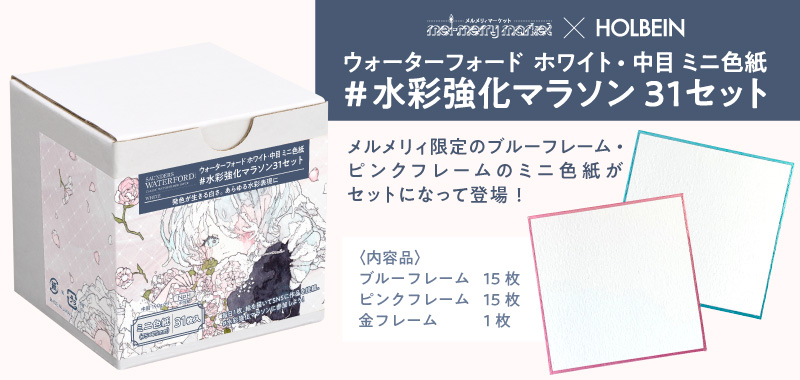 メルメリィマーケット
mel-merry market × HOLBEIN
ウォーターフォード ホワイト・中目 ミニ色紙
#水彩強化マラソン 31セット
メルメリィ限定のブルーフレーム・
ピンクフレームのミニ色紙が
セットになって登場！
〈内容品〉
ブルーフレーム 15枚
ピンクフレーム 15枚
金フレーム 1枚
SAUNDERS
WATERFORD
WHITE
ウォーターフォード ホワイト・中目 ミニ色紙
#水彩強化マラソン31セット
発色が生きる白さ。あらゆる水彩表現に
ミニ色紙 31枚入